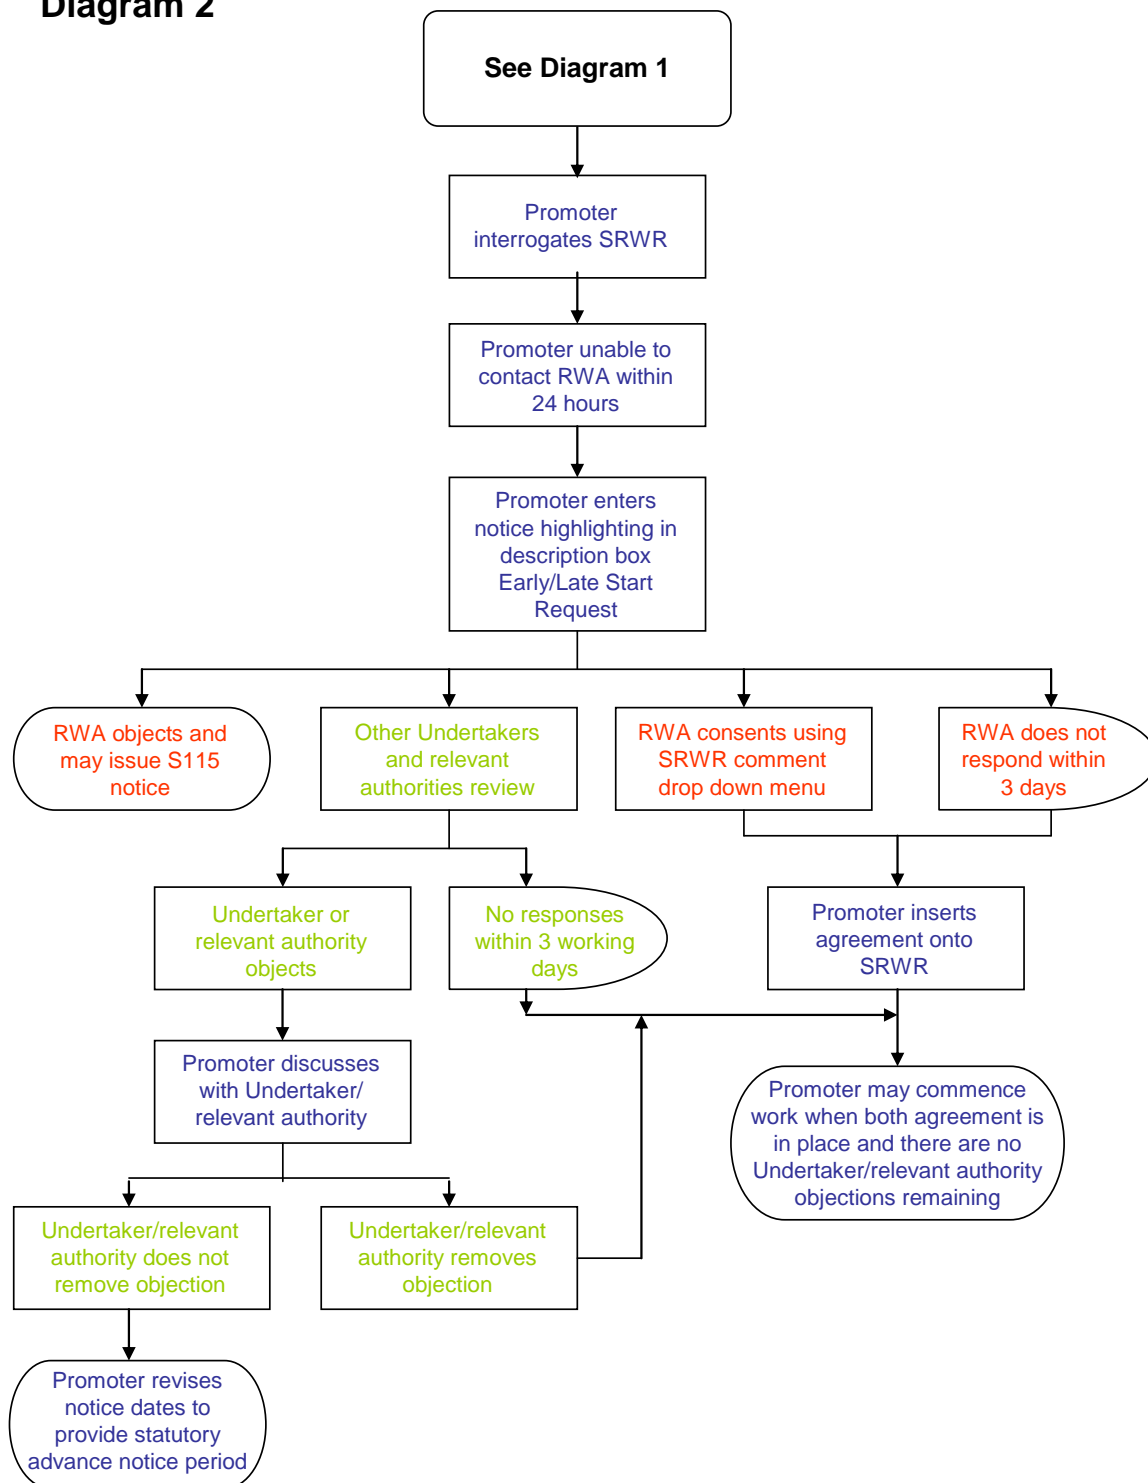 Diagram 2
See Diagram 1
Promoter
interrogates SRWR
Promoter unable to
contact RWA within
24 hours
Promoter enters
notice highlighting in
description box
Early/Late Start
Request
RWA objects and
may issue S115
notice
Other Undertakers
and relevant
authorities review
RWA consents using
SRWR comment
drop down menu
RWA does not
respond within
3 days
Undertaker or
relevant authority
objects
No responses
within 3 working
days
Promoter inserts
agreement onto
SRWR
Promoter discusses
with Undertaker/
relevant authority
Promoter may commence
work when both agreement is
in place and there are no
Undertaker/relevant authority
objections remaining
Undertaker/relevant
authority does not
remove objection
Undertaker/relevant
authority removes
objection
Promoter revises
notice dates to
provide statutory
advance notice period